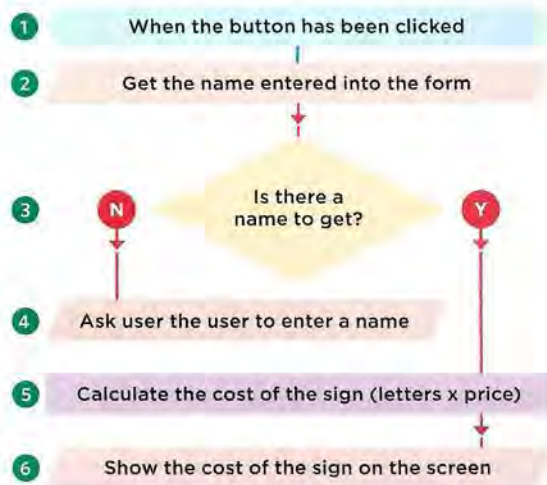 1 When the button has been clicked
2 Get the name entered into the form
Is there a
3 N name to get? Y
4 Ask user the user to enter a name
5 Calculate the cost of the sign (letters x price)
6 Show the cost of the sign on the screen